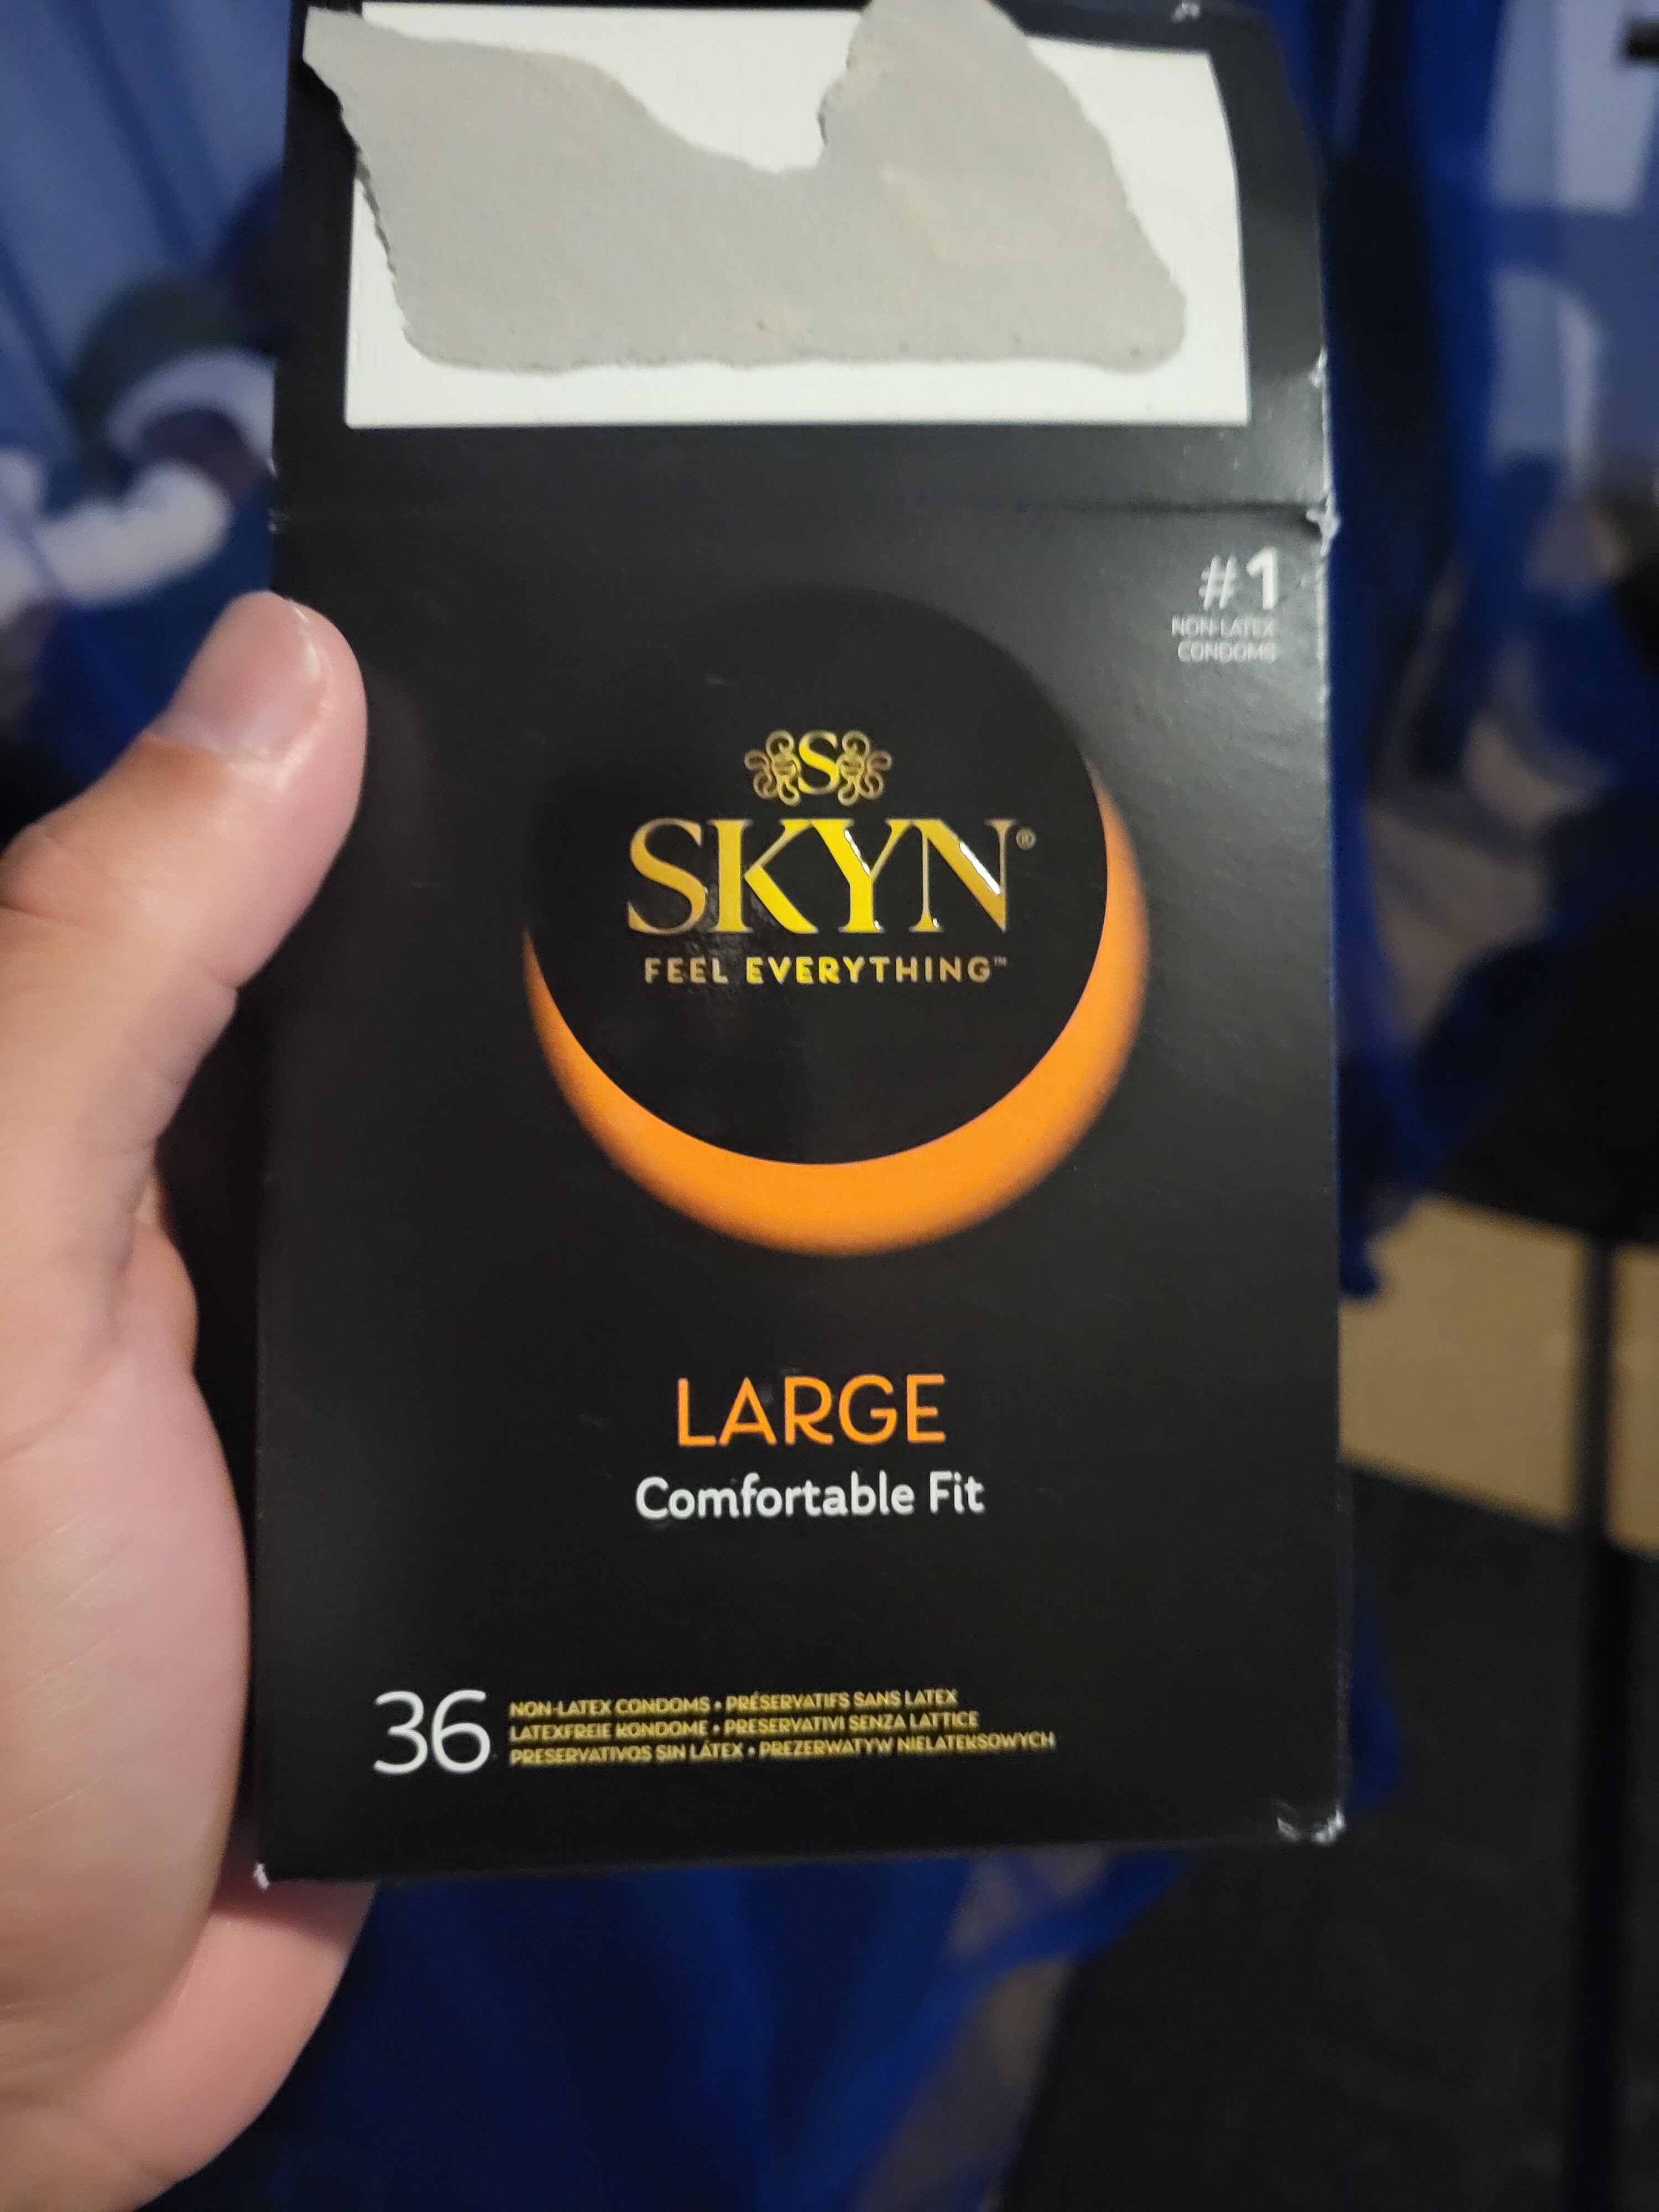 #1
NON-LATEX
CONDOMS
S
SKYN®
FEEL EVERYTHING™
LARGE
Comfortable Fit
36
NON-LATEX CONDOMS • PRÉSERVATIFS SANS LATEX
LATEXFREIE KONDOME • PRESERVATIVI SENZA LATTICE
PRESERVATIVOS SIN LÁTEX • PREZERWATYW NIELATEKSOWYCH